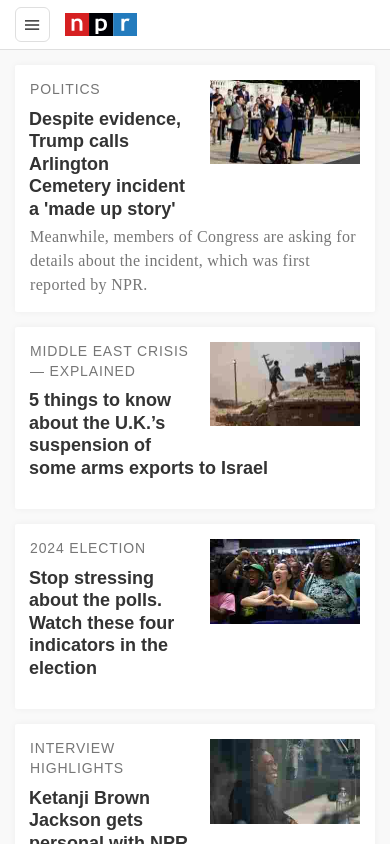 npr
POLITICS
Despite evidence,
Trump calls
Arlington
Cemetery incident
a 'made up story'
Meanwhile, members of Congress are asking for
details about the incident, which was first
reported by NPR.
MIDDLE EAST CRISIS
— EXPLAINED
5 things to know
about the U.K.’s
suspension of
some arms exports to Israel
2024 ELECTION
Stop stressing
about the polls.
Watch these four
indicators in the
election
INTERVIEW
HIGHLIGHTS
Ketanji Brown
Jackson gets
personal with NPR